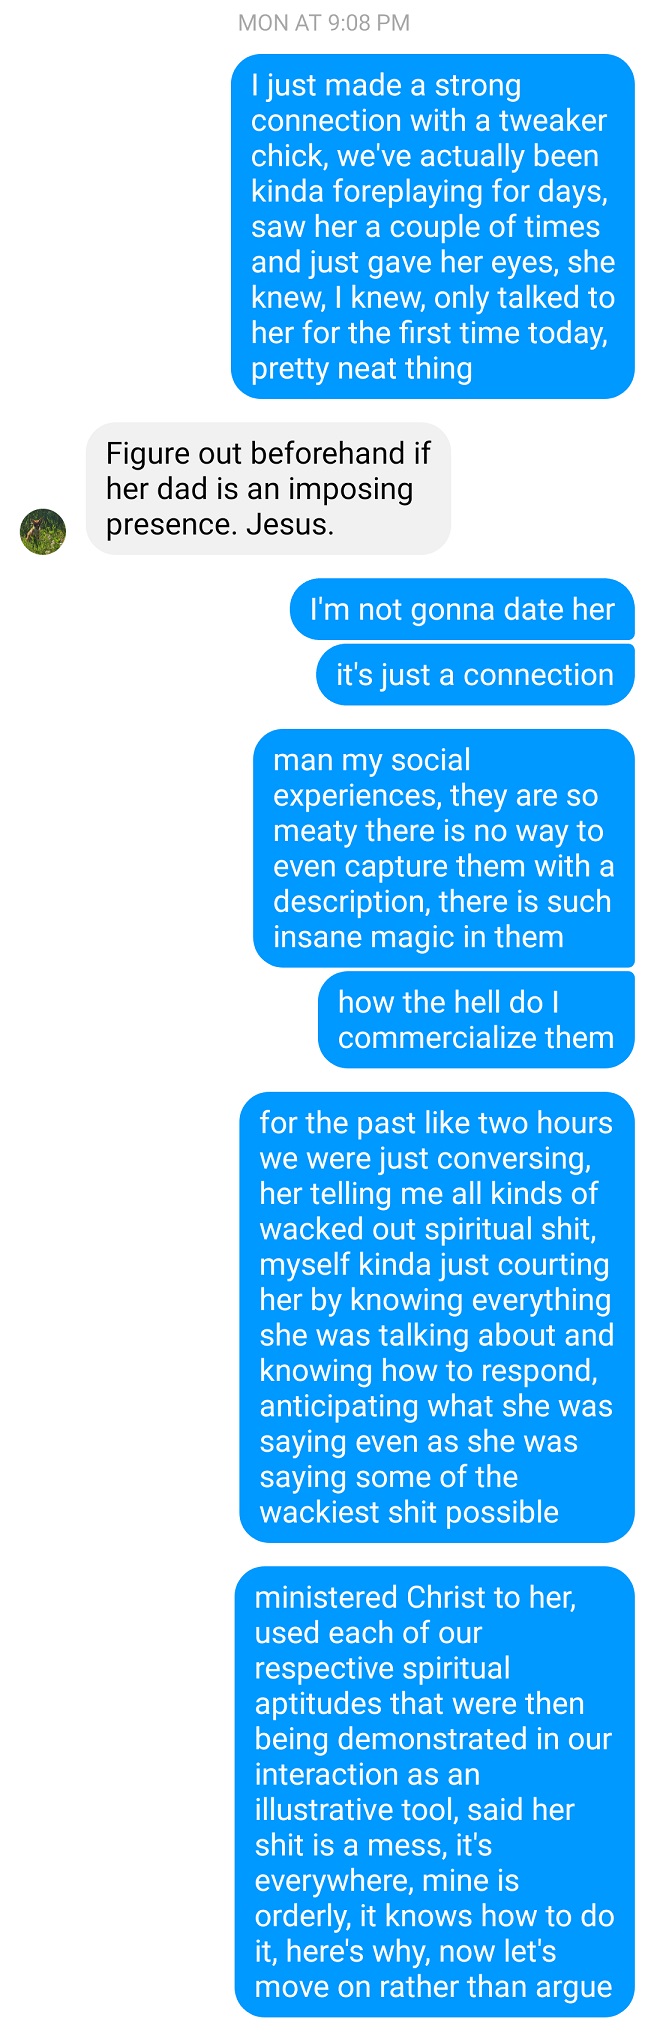 MON AT 9:08 PM
I just made a strong
connection with a tweaker
chick, we've actually been
kinda foreplaying for days,
saw her a couple of times
and just gave her eyes, she
knew, I knew, only talked to
her for the first time today,
pretty neat thing
Figure out beforehand if
her dad is an imposing
presence. Jesus.
I'm not gonna date her
it's just a connection
man my social
experiences, they are so
meaty there is no way to
even capture them with a
description, there is such
insane magic in them
how the hell do I
commercialize them
for the past like two hours
we were just conversing,
her telling me all kinds of
wacked out spiritual shit,
myself kinda just courting
her by knowing everything
she was talking about and
knowing how to respond,
anticipating what she was
saying even as she was
saying some of the
wackiest shit possible
ministered Christ to her,
used each of our
respective spiritual
aptitudes that were then
being demonstrated in our
interaction as an
illustrative tool, said her
shit is a mess, it's
everywhere, mine is
orderly, it knows how to do
it, here's why, now let's
move on rather than argue